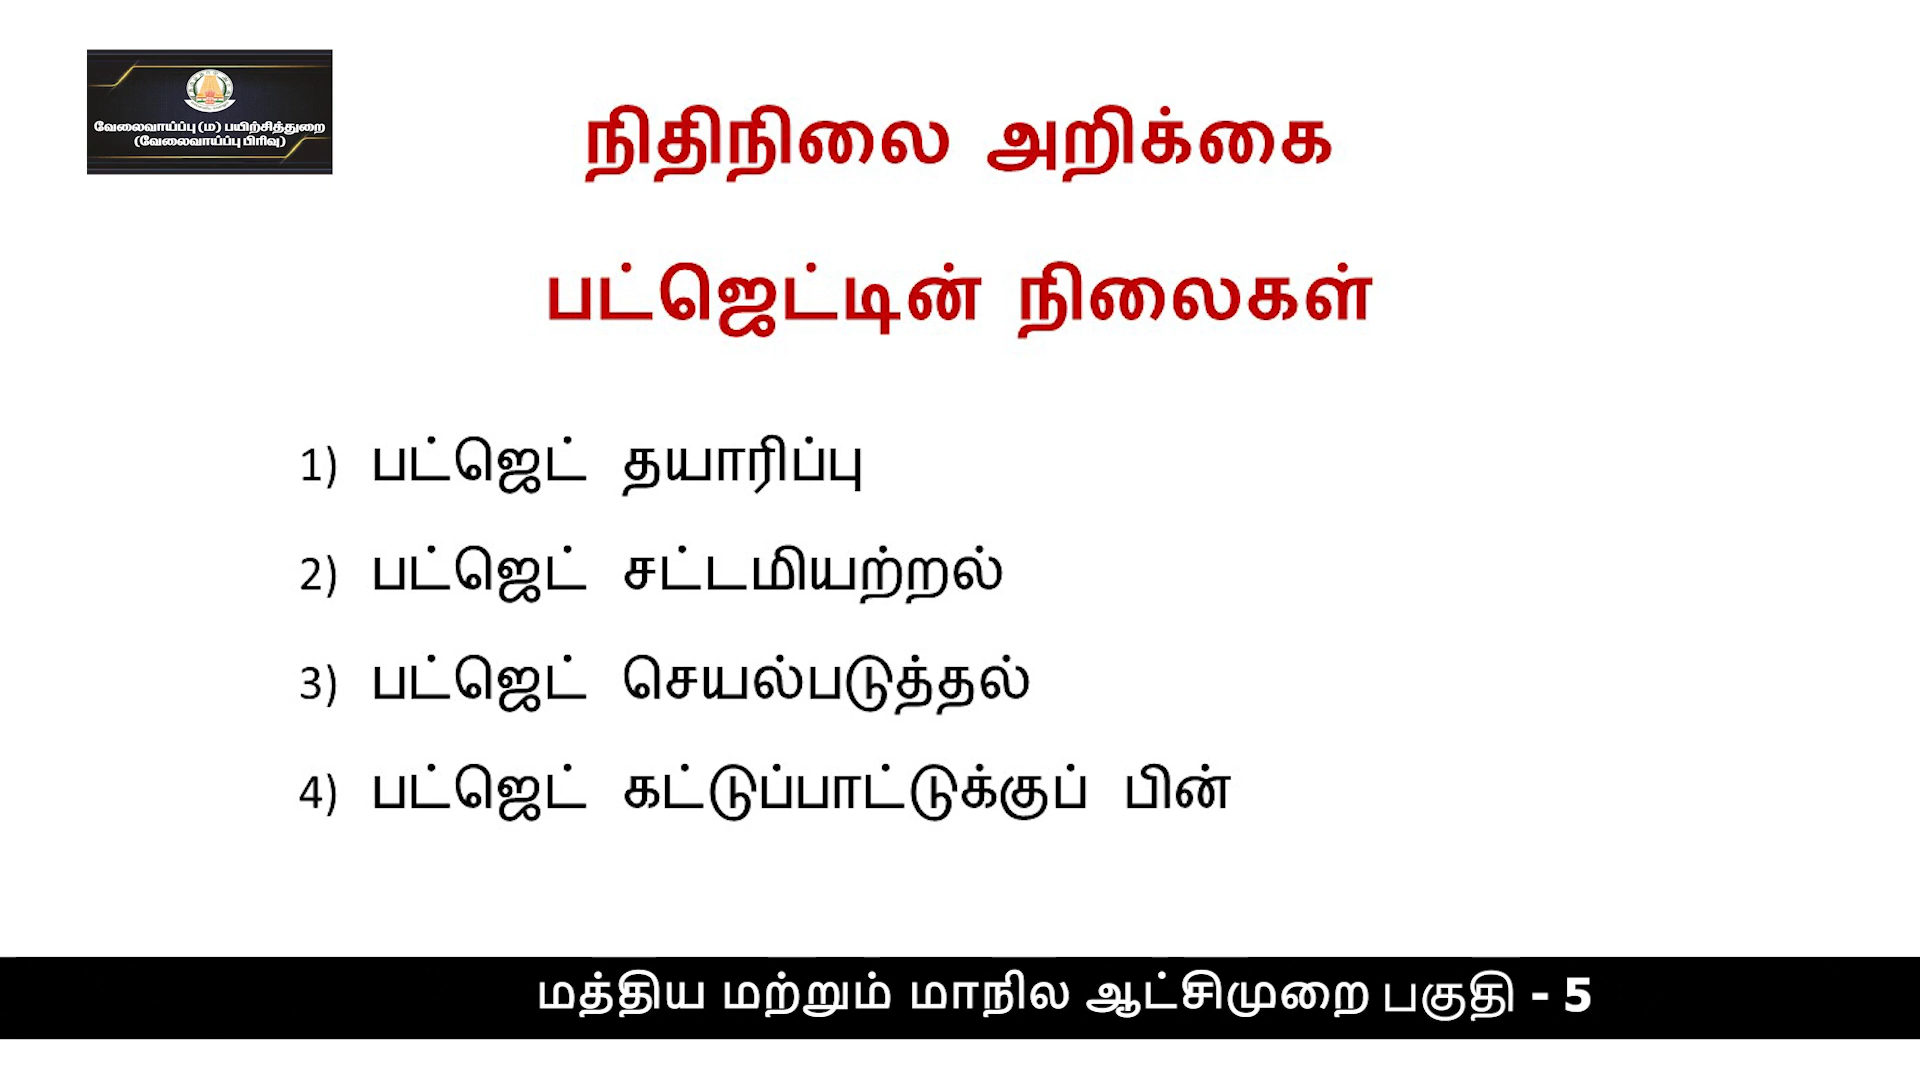 வேலைவாய்ப்பு (ம) பயிற்சித்துறை
(வேலைவாய்ப்பு பிரிவு)
நிதிநிலை அறிக்கை
பட்ஜெட்டின் நிலைகள்
1) பட்ஜெட் தயாரிப்பு
2) பட்ஜெட் சட்டமியற்றல்
3) பட்ஜெட் செயல்படுத்தல்
4) பட்ஜெட் கட்டுப்பாட்டுக்குப் பின்
மத்திய மற்றும் மாநில ஆட்சிமுறை பகுதி - 5